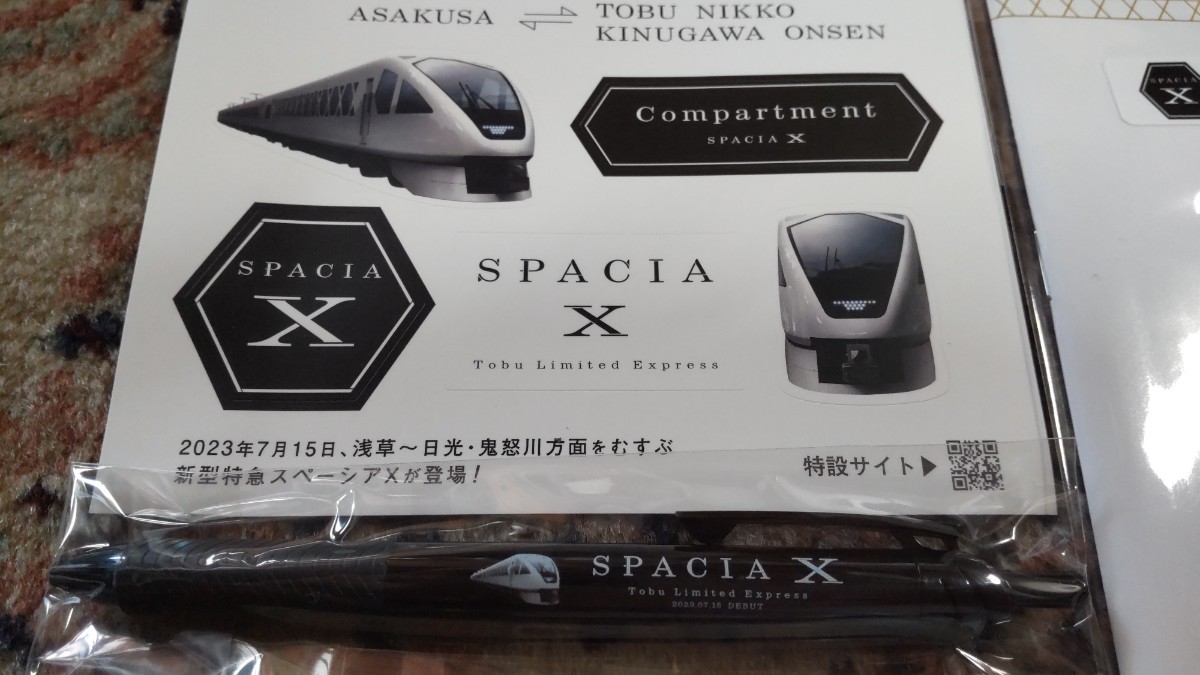 ASAKUSA ⇌ TOBU NIKKO
KINUGAWA ONSEN
Compartment
SPACIA X
SPACIA
X
SPACIA
X
SPACIA
X
Tobu Limited Express
2023年7月15日、浅草～日光・鬼怒川方面をむすぶ
新型特急スペーシアXが登場！
特設サイト▶
SPACIA X
Tobu Limited Express
2023.07.15 DEBUT